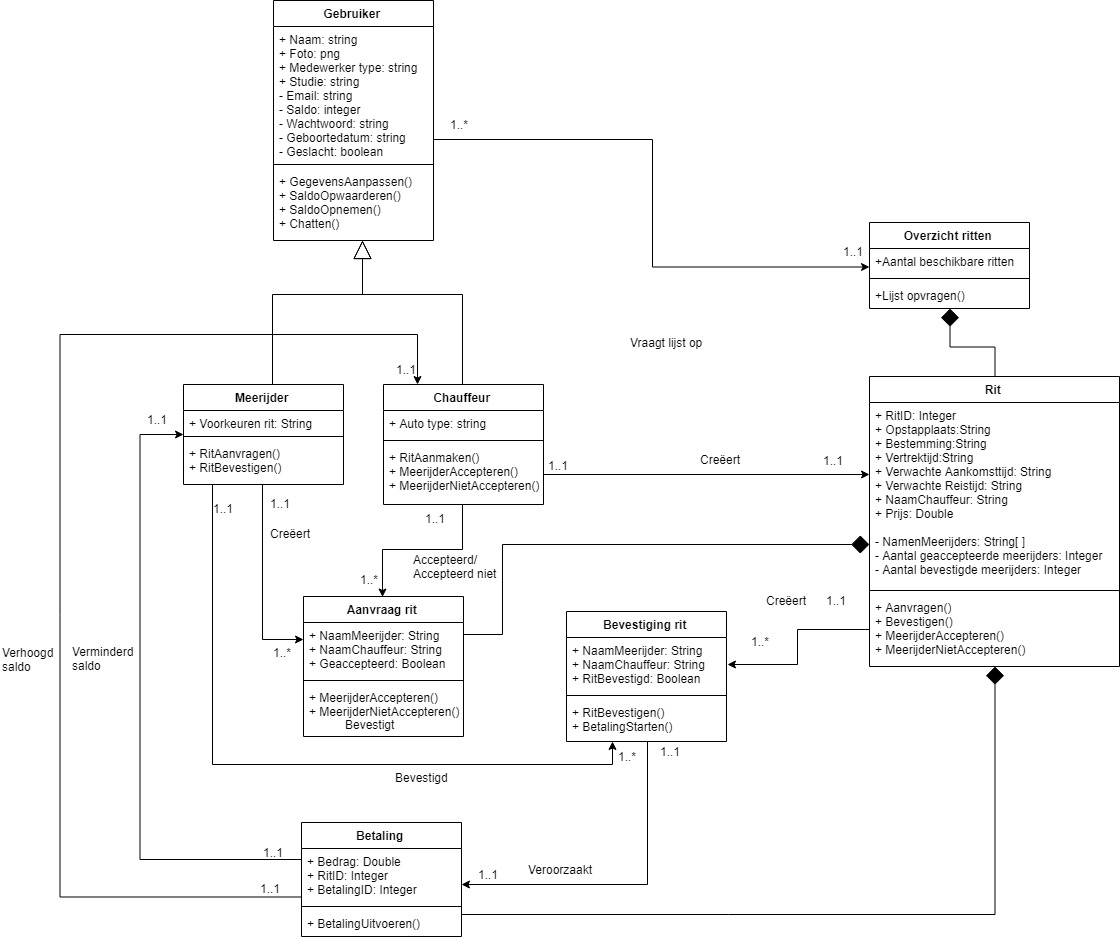 Gebruiker
+ Naam: string
+ Foto: png
+ Medewerker type: string
+ Studie: string
- Email: string
- Saldo: integer
- Wachtwoord: string
- Geboortedatum: string
- Geslacht: boolean
+ GegevensAanpassen()
+ SaldoOpwaarderen()
+ SaldoOpnemen()
+ Chatten()
1..*
1..1
Overzicht ritten
+Aantal beschikbare ritten
+Lijst opvragen()
Vraagt lijst op
1..1
Meerijder
+ Voorkeuren rit: String
+ RitAanvragen()
+ RitBevestigen()
1..1
Chauffeur
+ Auto type: string
+ RitAanmaken()
+ MeerijderAccepteren()
+ MeerijderNietAccepteren()
1..1
Creëert
1..1
Rit
+ RitID: Integer
+ Opstapplaats:String
+ Bestemming:String
+ Vertrektijd:String
+ Verwachte Aankomsttijd: String
+ Verwachte Reistijd: String
+ NaamChauffeur: String
+ Prijs: Double
- NamenMeerijders: String[ ]
- Aantal geaccepteerde meerijders: Integer
- Aantal bevestigde meerijders: Integer
+ Aanvragen()
+ Bevestigen()
+ MeerijderAccepteren()
+ MeerijderNietAccepteren()
1..1
1..1
Creëert
1..1
Accepteerd/
Accepteerd niet
1..*
1..*
Aanvraag rit
+ NaamMeerijder: String
+ NaamChauffeur: String
+ Geaccepteerd: Boolean
+ MeerijderAccepteren()
+ MeerijderNietAccepteren()
Bevestigt
Creëert
1..1
1..*
Bevestiging rit
+ NaamMeerijder: String
+ NaamChauffeur: String
+ RitBevestigd: Boolean
+ RitBevestigen()
+ BetalingStarten()
Verhoogd
saldo
Verminderd
saldo
1..*
1..1
Bevestigd
Betaling
+ Bedrag: Double
+ RitID: Integer
+ BetalingID: Integer
+ BetalingUitvoeren()
1..1
1..1
1..1
Veroorzaakt